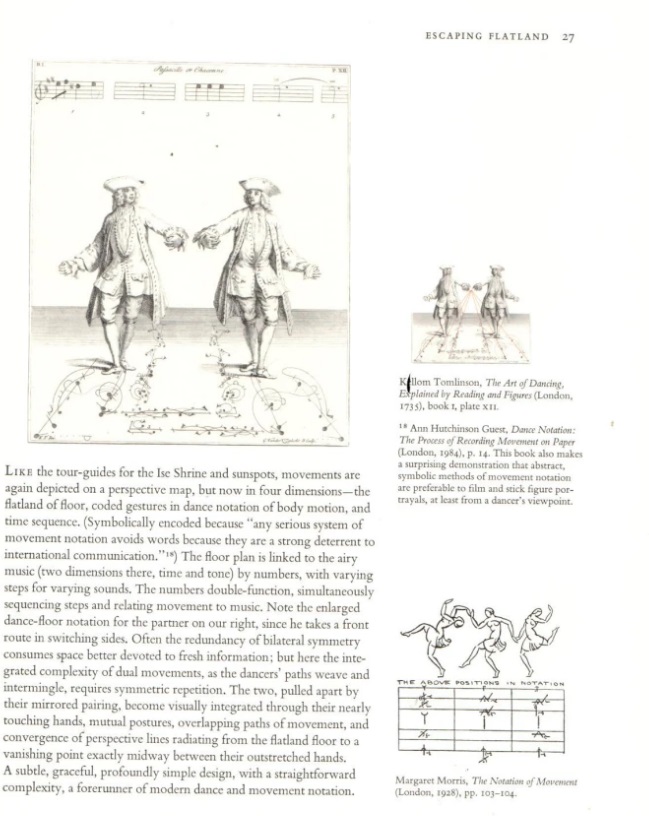 ESCAPING FLATLAND 27
LIKE the tour-guides for the Ise Shrine and sunspots, movements are
again depicted on a perspective map, but now in four dimensions—the
flatland of floor, coded gestures in dance notation of body motion, and
time sequence. (Symbolically encoded because “any serious system of
movement notation avoids words because they are a strong deterrent to
international communication.”¹⁸) The floor plan is linked to the airy
music (two dimensions there, time and tone) by numbers, with varying
steps for varying sounds. The numbers double-function, simultaneously
sequencing steps and relating movement to music. Note the enlarged
dance-floor notation for the partner on our right, since he takes a front
route in switching sides. Often the redundancy of bilateral symmetry
consumes space better devoted to fresh information; but here the inte-
grated complexity of dual movements, as the dancers’ paths weave and
intermingle, requires symmetric repetition. The two, pulled apart by
their mirrored pairing, become visually integrated through their nearly
touching hands, mutual postures, overlapping paths of movement, and
convergence of perspective lines radiating from the flatland floor to a
vanishing point exactly midway between their outstretched hands.
A subtle, graceful, profoundly simple design, with a straightforward
complexity, a forerunner of modern dance and movement notation.
Kellom Tomlinson, The Art of Dancing,
Explained by Reading and Figures (London,
1735), book I, plate XII.
¹⁸ Ann Hutchinson Guest, Dance Notation:
The Process of Recording Movement on Paper
(London, 1984), p. 14. This book also makes
a surprising demonstration that abstract,
symbolic methods of movement notation
are preferable to film and stick figure por-
trayals, at least from a dancer’s viewpoint.
THE ABOVE POSITIONS IN NOTATION
Margaret Morris, The Notation of Movement
(London, 1928), pp. 103–104.